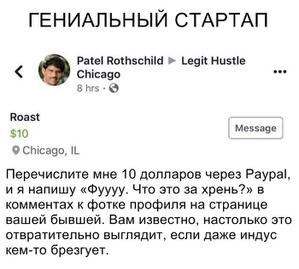 ГЕНИАЛЬНЫЙ СТАРТАП
Patel Rothschild ▸ Legit Hustle
Chicago
8 hrs ·
Roast
$10
Chicago, IL
Message
Перечислите мне 10 долларов через Paypal,
и я напишу «Фуууу. Что это за хрень?» в
комментах к фотке профиля на странице
вашей бывшей. Вам известно, настолько это
отвратительно выглядит, если даже индус
кем-то брезгует.